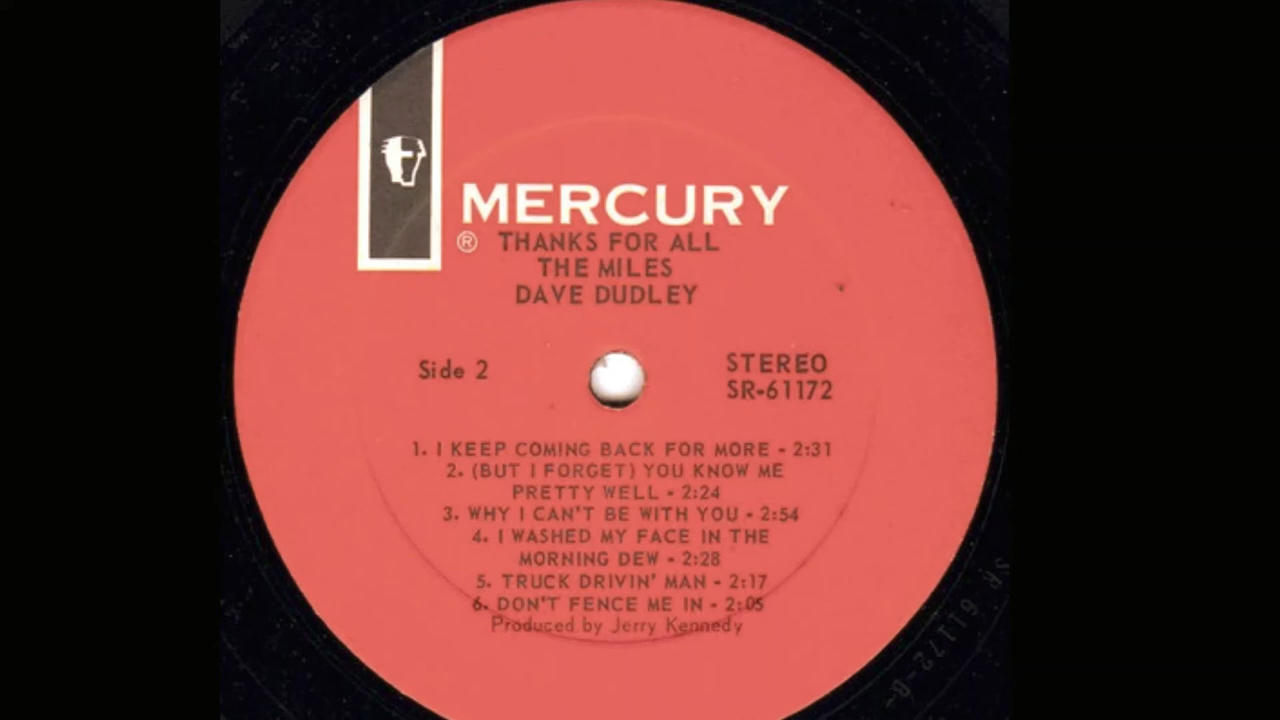 MERCURY
® THANKS FOR ALL
THE MILES
DAVE DUDLEY
Side 2
STEREO
SR-61172
1. I KEEP COMING BACK FOR MORE - 2:31
2. (BUT I FORGET) YOU KNOW ME
PRETTY WELL - 2:24
3. WHY I CAN'T BE WITH YOU - 2:54
4. I WASHED MY FACE IN THE
MORNING DEW - 2:28
5. TRUCK DRIVIN' MAN - 2:17
6. DON'T FENCE ME IN - 2:05
Produced by Jerry Kennedy
SR 61172-B-